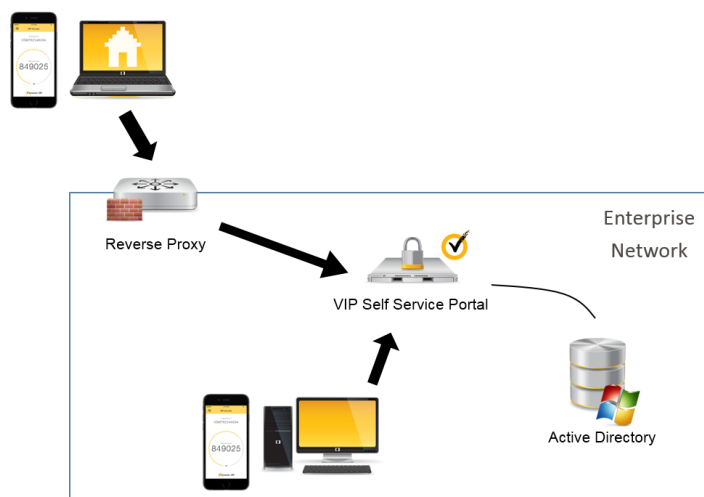 849025
Reverse Proxy
Enterprise
Network
VIP Self Service Portal
849025
Active Directory